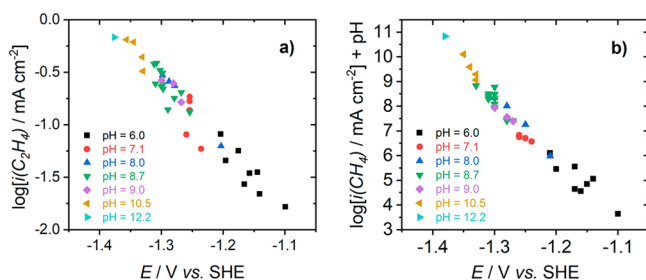 a)
log[i(C₂H₄) / mA cm⁻²]
0.0
-0.5
-1.0
-1.5
-2.0
pH = 6.0
pH = 7.1
pH = 8.0
pH = 8.7
pH = 9.0
pH = 10.5
pH = 12.2
-1.4 -1.3 -1.2 -1.1
E / V vs. SHE
b)
log[i(CH₄) / mA cm⁻²] + pH
12
11
10
9
8
7
6
5
4
3
2
pH = 6.0
pH = 7.1
pH = 8.0
pH = 8.7
pH = 9.0
pH = 10.5
pH = 12.2
-1.4 -1.3 -1.2 -1.1
E / V vs. SHE